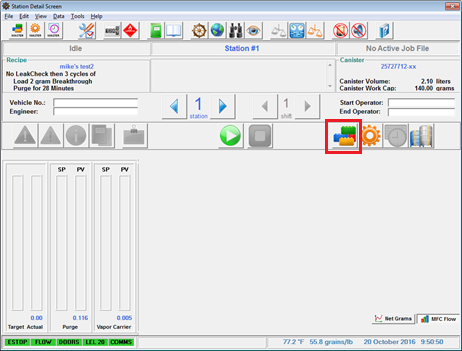 Station Detail Screen
File Edit View Data Tools Help
MASTER MASTER MASTER
Idle Station #1 No Active Job File
Recipe Canister
mike's test2 25727712-xx
No LeakCheck then 3 cycles of
Load 2 gram Breakthrough
Purge for 28 Minutes
Canister Volume: 2.10 liters
Canister Work Cap: 140.00 grams
Vehicle No.:
Engineer:
1
station
1
shift
Start Operator:
End Operator:
SP PV SP PV
0.00 0.116 0.005
Target Actual Purge Vapor Carrier
Net Grams MFC Flow
ESTOP FLOW DOORS LEL 20 COMMS 77.2 °F 55.8 grains/lb 20 October 2016 9:50:50